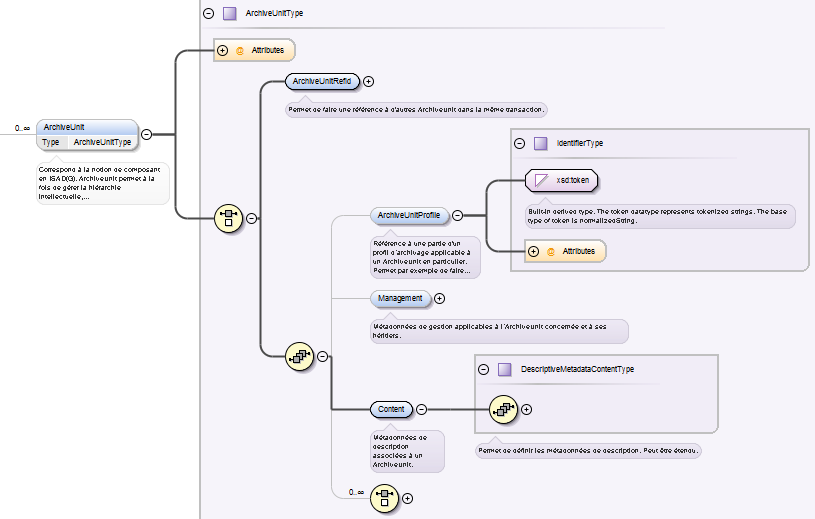 ArchiveUnitType
@ Attributes
ArchiveUnitRefId
Permet de faire une référence à d'autres ArchiveUnit dans la même transaction.
0..∞
ArchiveUnit
Type ArchiveUnitType
Correspond à la notion de composant
en ISAD(G). ArchiveUnit permet à la
fois de gérer la hiérarchie
intellectuelle,...
IdentifierType
xsd:token
Built-in derived type. The token datatype represents tokenized strings. The base
type of token is normalizedString.
@ Attributes
ArchiveUnitProfile
Référence à une partie d'un
profil d'archivage applicable à
un ArchiveUnit en particulier.
Permet par exemple de faire...
Management
Métadonnées de gestion applicables à l'ArchiveUnit concernée et à ses
héritiers.
DescriptiveMetadataContentType
Content
Métadonnées de
description
associées à un
ArchiveUnit.
Permet de définir les métadonnées de description. Peut être étendu.
0..∞